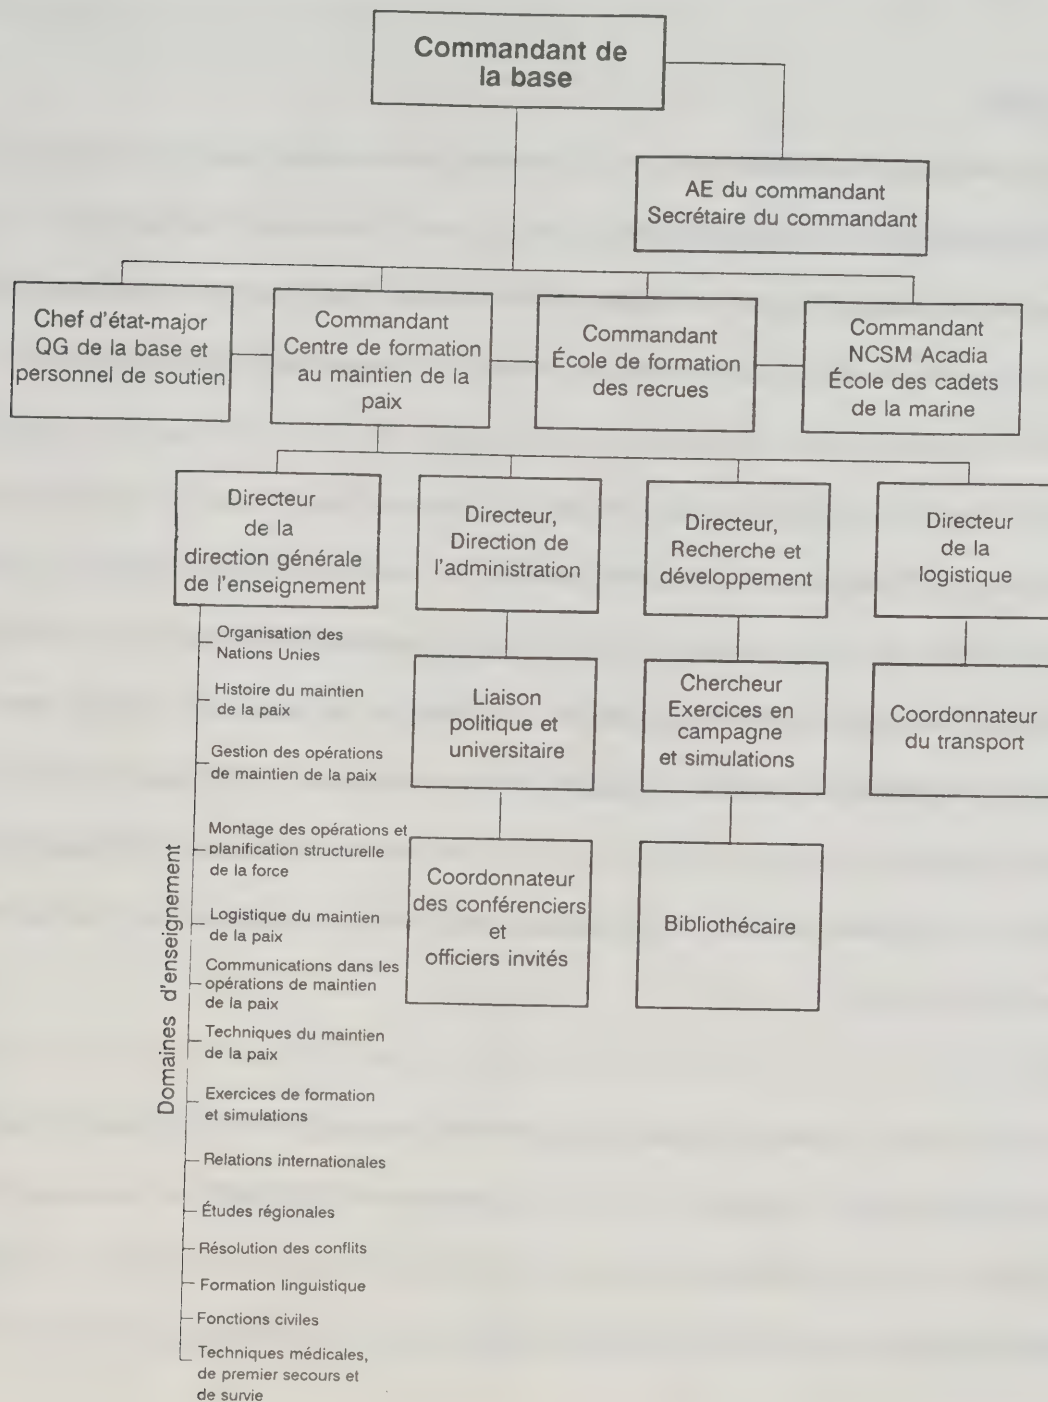 Commandant de
la base
AE du commandant
Secrétaire du commandant
Chef d'état-major
QG de la base et
personnel de soutien
Commandant
Centre de formation
au maintien de la
paix
Commandant
École de formation
des recrues
Commandant
NCSM Acadia
École des cadets
de la marine
Directeur
de la
direction générale
de l'enseignement
Directeur,
Direction de
l'administration
Directeur,
Recherche et
développement
Directeur
de la
logistique
Organisation des
Nations Unies
Histoire du maintien
de la paix
Gestion des opérations
de maintien de la paix
Montage des opérations et
planification structurelle
de la force
Logistique du maintien
de la paix
Communications dans les
opérations de maintien
de la paix
Techniques du maintien
de la paix
Exercices de formation
et simulations
Relations internationales
Études régionales
Résolution des conflits
Formation linguistique
Fonctions civiles
Techniques médicales,
de premier secours et
de survie
Domaines d'enseignement
Liaison
politique et
universitaire
Chercheur
Exercices en
campagne
et simulations
Coordonnateur
du transport
Coordonnateur
des conférenciers
et
officiers invités
Bibliothécaire